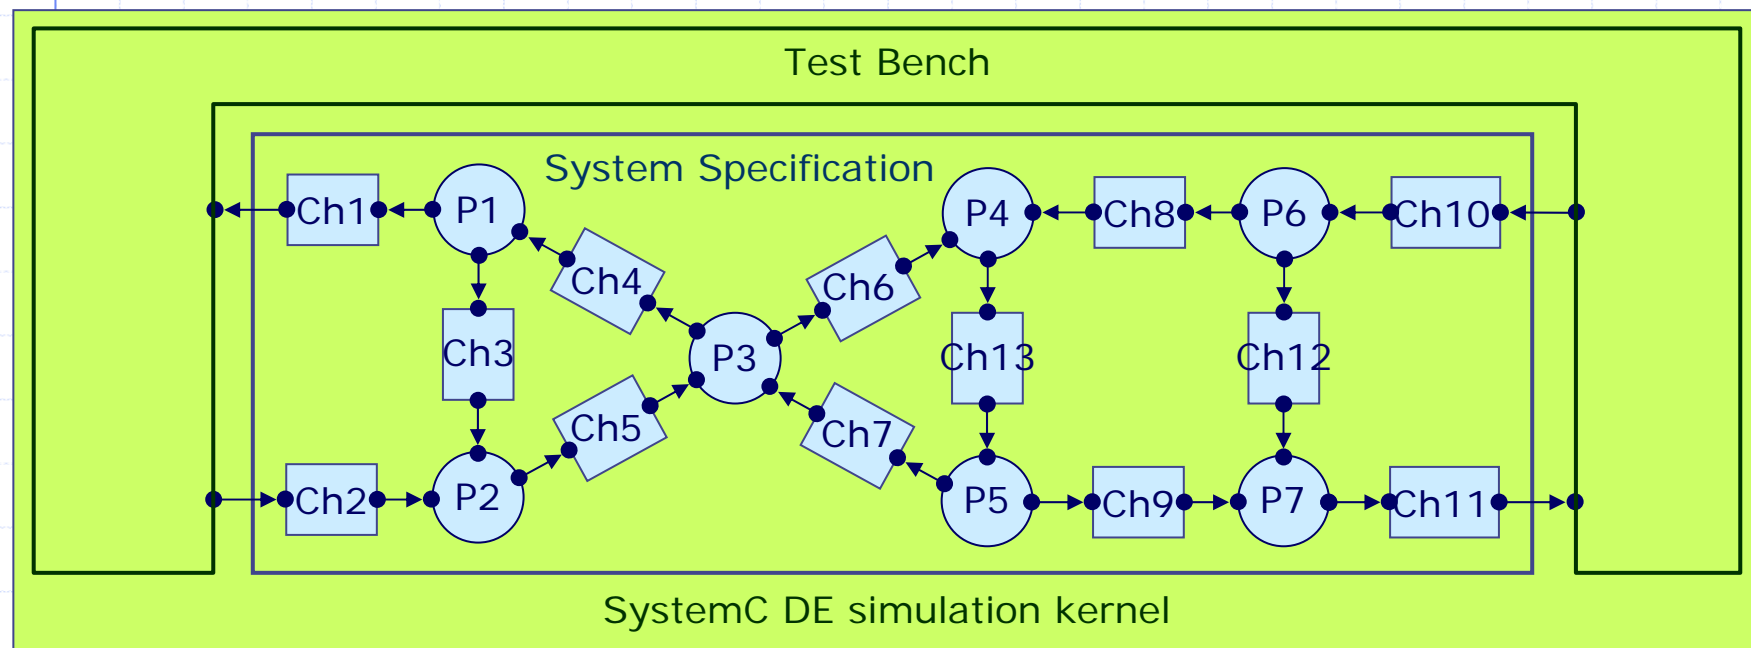 Test Bench
System Specification
Ch1
P1
P4
Ch8
P6
Ch10
Ch4
Ch6
Ch3
P3
Ch13
Ch12
Ch5
Ch7
Ch2
P2
P5
Ch9
P7
Ch11
SystemC DE simulation kernel